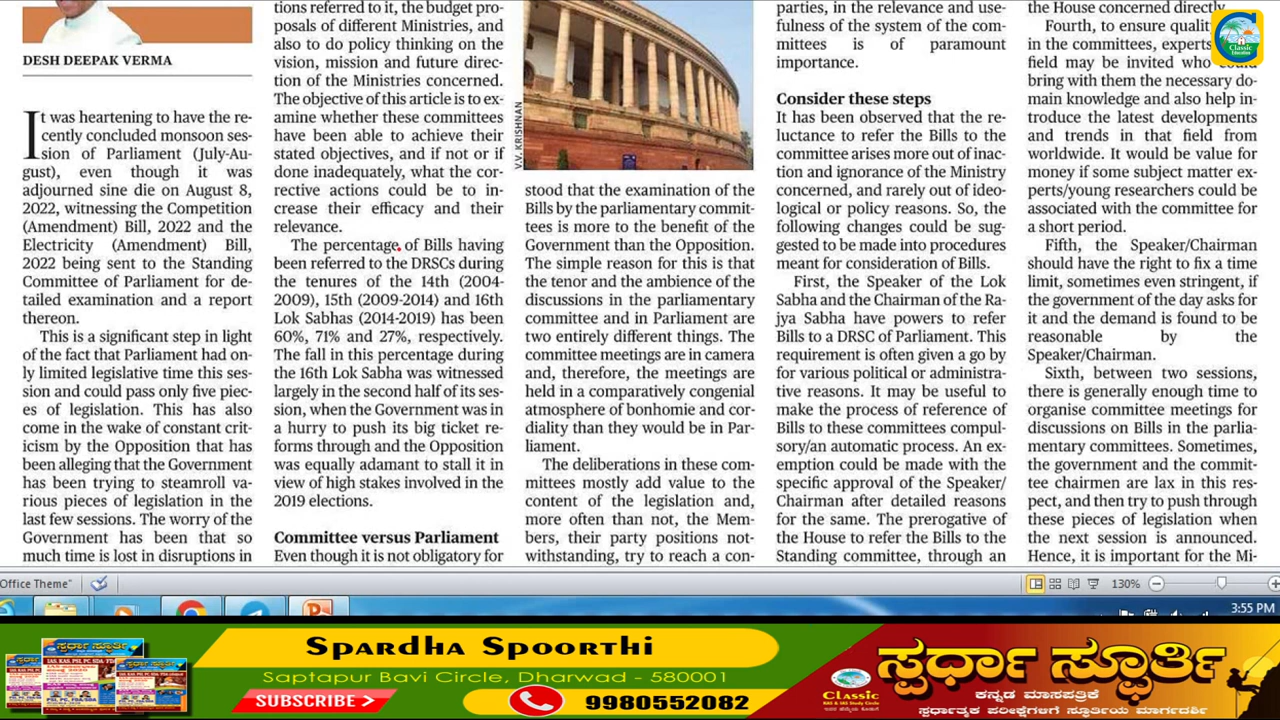 DESH DEEPAK VERMA
It was heartening to have the re-
cently concluded monsoon ses-
sion of Parliament (July-Au-
gust), even though it was
adjourned sine die on August 8,
2022, witnessing the Competition
(Amendment) Bill, 2022 and the
Electricity (Amendment) Bill,
2022 being sent to the Standing
Committee of Parliament for de-
tailed examination and a report
thereon.
This is a significant step in light
of the fact that Parliament had on-
ly limited legislative time this ses-
sion and could pass only five piec-
es of legislation. This has also
come in the wake of constant crit-
icism by the Opposition that has
been alleging that the Government
has been trying to steamroll va-
rious pieces of legislation in the
last few sessions. The worry of the
Government has been that so
much time is lost in disruptions in
tions referred to it, the budget pro-
posals of different Ministries, and
also to do policy thinking on the
vision, mission and future direc-
tion of the Ministries concerned.
The objective of this article is to ex-
amine whether these committees
have been able to achieve their
stated objectives, and if not or if
done inadequately, what the cor-
rective actions could be to in-
crease their efficacy and their
relevance.
The percentage of Bills having
been referred to the DRSCs during
the tenures of the 14th (2004-
2009), 15th (2009-2014) and 16th
Lok Sabhas (2014-2019) has been
60%, 71% and 27%, respectively.
The fall in this percentage during
the 16th Lok Sabha was witnessed
largely in the second half of its ses-
sion, when the Government was in
a hurry to push its big ticket re-
forms through and the Opposition
was equally adamant to stall it in
view of high stakes involved in the
2019 elections.
Committee versus Parliament
Even though it is not obligatory for
V.V. KRISHNAN
stood that the examination of the
Bills by the parliamentary commit-
tees is more to the benefit of the
Government than the Opposition.
The simple reason for this is that
the tenor and the ambience of the
discussions in the parliamentary
committee and in Parliament are
two entirely different things. The
committee meetings are in camera
and, therefore, the meetings are
held in a comparatively congenial
atmosphere of bonhomie and cor-
diality than they would be in Par-
liament.
The deliberations in these com-
mittees mostly add value to the
content of the legislation and,
more often than not, the Mem-
bers, their party positions not-
withstanding, try to reach a con-
parties, in the relevance and use-
fulness of the system of the com-
mittees is of paramount
importance.
Consider these steps
It has been observed that the re-
luctance to refer the Bills to the
committee arises more out of inac-
tion and ignorance of the Ministry
concerned, and rarely out of ideo-
logical or policy reasons. So, the
following changes could be sug-
gested to be made into procedures
meant for consideration of Bills.
First, the Speaker of the Lok
Sabha and the Chairman of the Ra-
jya Sabha have powers to refer
Bills to a DRSC of Parliament. This
requirement is often given a go by
for various political or administra-
tive reasons. It may be useful to
make the process of reference of
Bills to these committees compul-
sory/an automatic process. An ex-
emption could be made with the
specific approval of the Speaker/
Chairman after detailed reasons
for the same. The prerogative of
the House to refer the Bills to the
Standing committee, through an
the House concerned directly.
Fourth, to ensure qualit
in the committees, experts
field may be invited who could
bring with them the necessary do-
main knowledge and also help in-
troduce the latest developments
and trends in that field from
worldwide. It would be value for
money if some subject matter ex-
perts/young researchers could be
associated with the committee for
a short period.
Fifth, the Speaker/Chairman
should have the right to fix a time
limit, sometimes even stringent, if
the government of the day asks for
it and the demand is found to be
reasonable by the
Speaker/Chairman.
Sixth, between two sessions,
there is generally enough time to
organise committee meetings for
discussions on Bills in the parlia-
mentary committees. Sometimes,
the government and the commit-
tee chairmen are lax in this res-
pect, and then try to push through
these pieces of legislation when
the next session is announced.
Hence, it is important for the Mi-
Classic
Education
Office Theme"
130%
3:55 PM
Spardha Spoorthi
Saptapur Bavi Circle, Dharwad - 580001
SUBSCRIBE
9980552082
Classic
KAS & IAS Study Circle
ಸ್ಪರ್ಧಾ ಸ್ಫೂರ್ತಿ
ಕನ್ನಡ ಮಾಸಪತ್ರಿಕೆ
ಸ್ಪರ್ಧಾತ್ಮಕ ಪರೀಕ್ಷೆಗಳಿಗೆ ಸ್ಫೂರ್ತಿಯ ಮಾರ್ಗದರ್ಶಿ